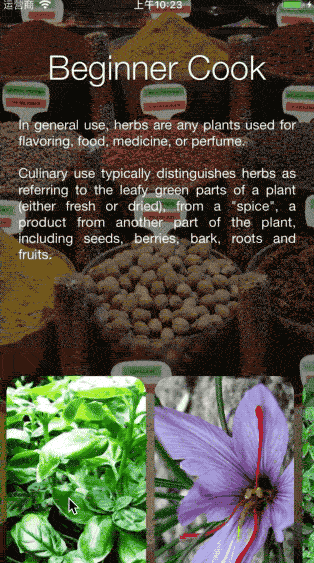 运营商 上午10:23
Beginner Cook
In general use, herbs are any plants used for
flavoring, food, medicine, or perfume.
Culinary use typically distinguishes herbs as
referring to the leafy green parts of a plant
(either fresh or dried), from a "spice", a
product from another part of the plant,
including seeds, berries, bark, roots and
fruits.